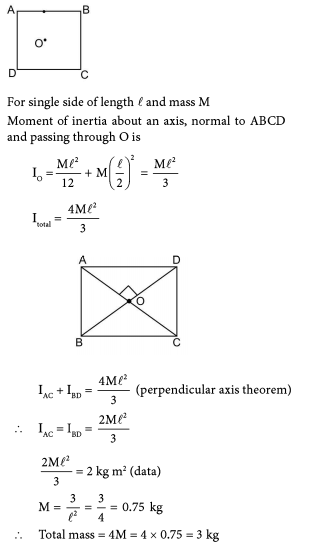 A B
O
D C
For single side of length ℓ and mass M
Moment of inertia about an axis, normal to ABCD
and passing through O is
I_O = Mℓ²/12 + M(ℓ/2)² = Mℓ²/3
I_total = 4Mℓ²/3
A D
O
B C
I_AC + I_BD = 4Mℓ²/3 (perpendicular axis theorem)
∴ I_AC = I_BD = 2Mℓ²/3
2Mℓ²/3 = 2 kg m² (data)
M = 3/ℓ² = 3/4 = 0.75 kg
∴ Total mass = 4M = 4 × 0.75 = 3 kg